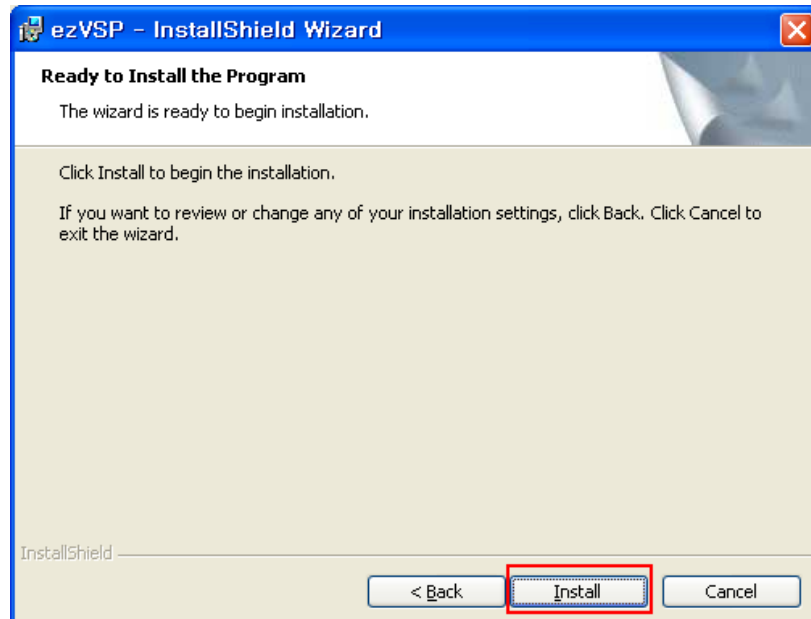 ezVSP - InstallShield Wizard
Ready to Install the Program
The wizard is ready to begin installation.
Click Install to begin the installation.
If you want to review or change any of your installation settings, click Back. Click Cancel to
exit the wizard.
InstallShield
< Back
Install
Cancel